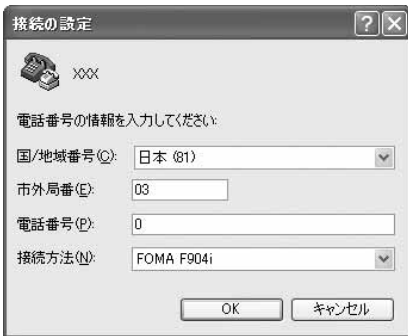 接続の設定
xxx
電話番号の情報を入力してください:
国/地域番号(C): 日本 (81)
市外局番(E): 03
電話番号(P): 0
接続方法(N): FOMA F904i
OK キャンセル